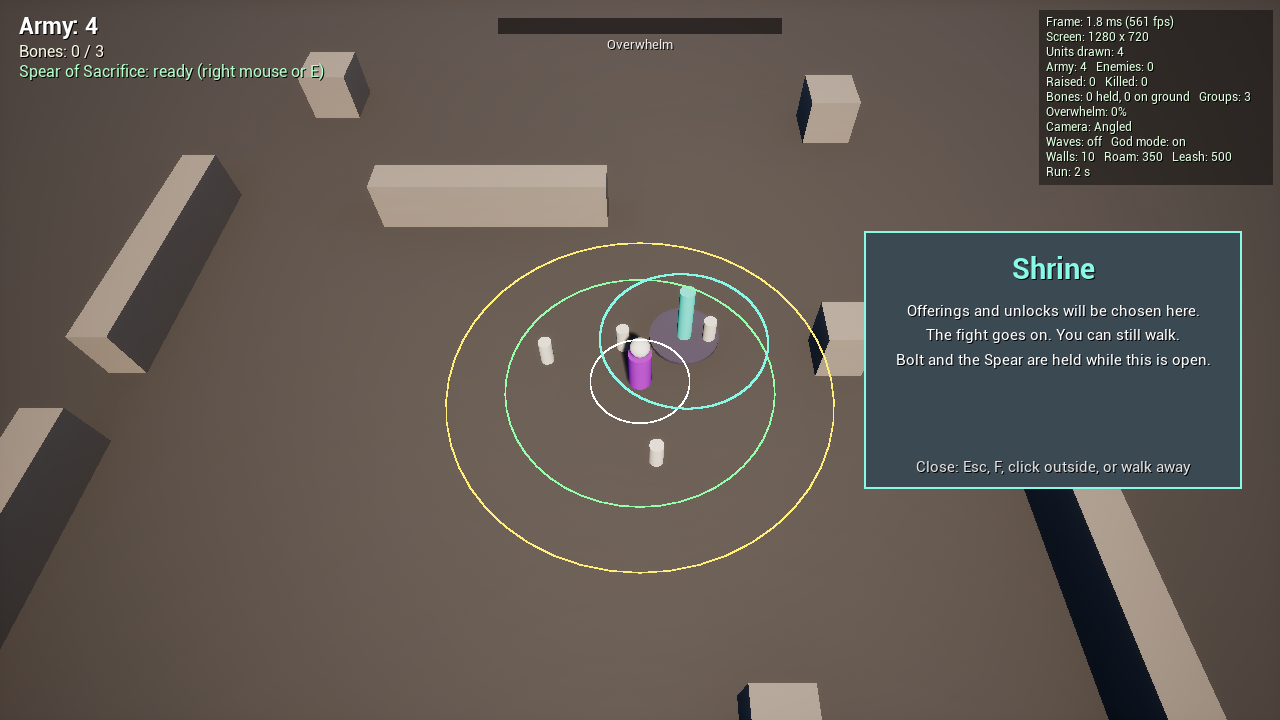 Army: 4
Bones: 0 / 3
Spear of Sacrifice: ready (right mouse or E)
Overwhelm
Frame: 1.8 ms (561 fps)
Screen: 1280 x 720
Units drawn: 4
Army: 4 Enemies: 0
Raised: 0 Killed: 0
Bones: 0 held, 0 on ground Groups: 3
Overwhelm: 0%
Camera: Angled
Waves: off God mode: on
Walls: 10 Roam: 350 Leash: 500
Run: 2 s
Shrine
Offerings and unlocks will be chosen here.
The fight goes on. You can still walk.
Bolt and the Spear are held while this is open.
Close: Esc, F, click outside, or walk away